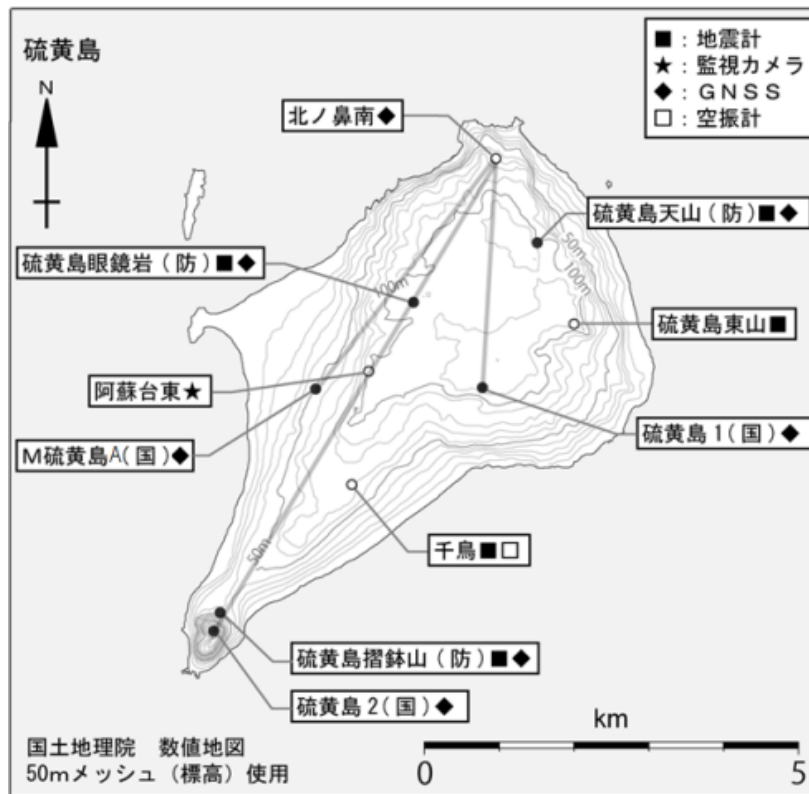 硫黄島
N
■：地震計
★：監視カメラ
◆：ＧＮＳＳ
□：空振計
北ノ鼻南◆
硫黄島天山（防）■◆
50m
100m
硫黄島眼鏡岩（防）■◆
100m
硫黄島東山■
阿蘇台東★
硫黄島1（国）◆
M硫黄島A（国）◆
千鳥■□
50m
硫黄島摺鉢山（防）■◆
硫黄島2（国）◆
国土地理院　数値地図
50mメッシュ（標高）使用
km
0
5